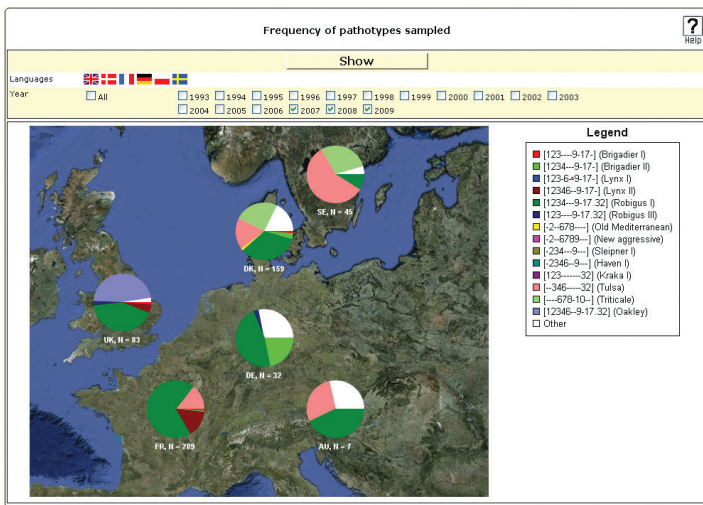 Frequency of pathotypes sampled
?
Help
Show
Languages
Year
All
1993 1994 1995 1996 1997 1998 1999 2000 2001 2002 2003
2004 2005 2006 2007 2008 2009
SE, N = 45
DK, N = 159
UK, N = 83
DE, N = 32
FR, N = 289
AU, N = 7
Legend
[123----9-17-] (Brigadier I)
[1234---9-17-] (Brigadier II)
[123-6-9-17-] (Lynx I)
[12346--9-17-] (Lynx II)
[1234---9-17.32] (Robigus I)
[123----9-17.32] (Robigus III)
[-2--678----] (Old Mediterranean)
[-2--6789---] (New aggressive)
[-234---9---] (Sleipner I)
[-2346--9---] (Haven I)
[123-------32] (Kraka I)
[--346-----32] (Tulsa)
[----678-10--] (Triticale)
[12346--9-17.32] (Oakley)
Other